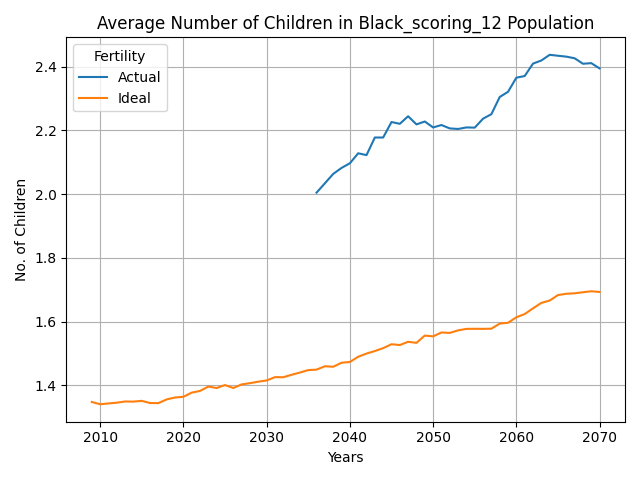 Average Number of Children in Black_scoring_12 Population
Fertility
Actual
Ideal
No. of Children
2.4
2.2
2.0
1.8
1.6
1.4
2010 2020 2030 2040 2050 2060 2070
Years